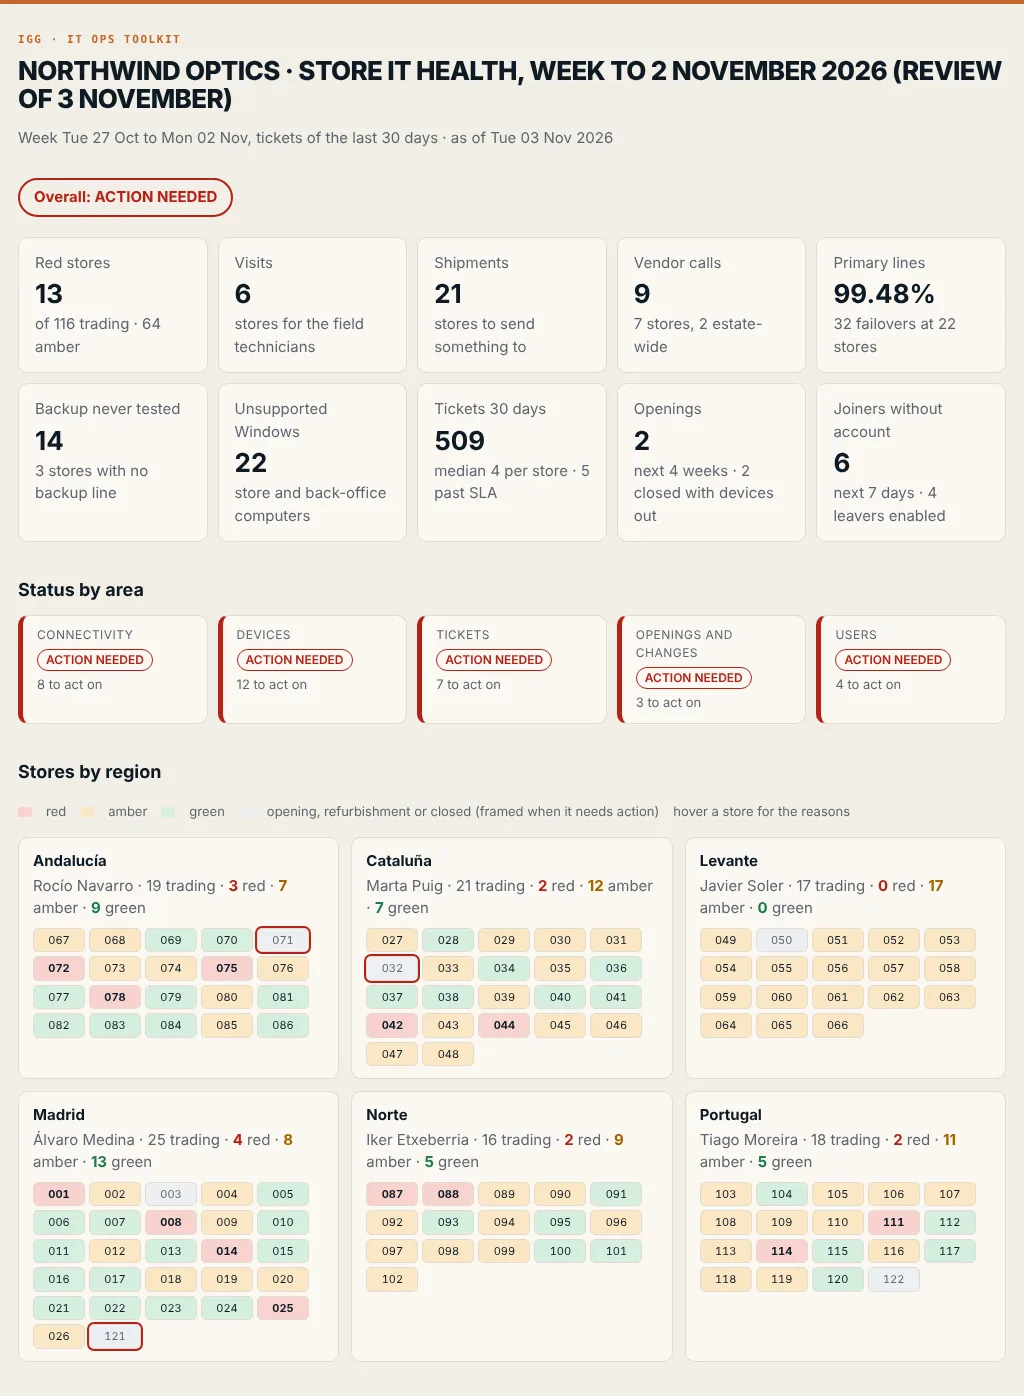 IGG · IT OPS TOOLKIT
NORTHWIND OPTICS · STORE IT HEALTH, WEEK TO 2 NOVEMBER 2026 (REVIEW
OF 3 NOVEMBER)
Week Tue 27 Oct to Mon 02 Nov, tickets of the last 30 days · as of Tue 03 Nov 2026
Overall: ACTION NEEDED
Red stores
13
of 116 trading · 64
amber
Visits
6
stores for the field
technicians
Shipments
21
stores to send
something to
Vendor calls
9
7 stores, 2 estate-
wide
Primary lines
99.48%
32 failovers at 22
stores
Backup never tested
14
3 stores with no
backup line
Unsupported
Windows
22
store and back-office
computers
Tickets 30 days
509
median 4 per store · 5
past SLA
Openings
2
next 4 weeks · 2
closed with devices
out
Joiners without
account
6
next 7 days · 4
leavers enabled
Status by area
CONNECTIVITY
ACTION NEEDED
8 to act on
DEVICES
ACTION NEEDED
12 to act on
TICKETS
ACTION NEEDED
7 to act on
OPENINGS AND
CHANGES
ACTION NEEDED
3 to act on
USERS
ACTION NEEDED
4 to act on
Stores by region
red amber green opening, refurbishment or closed (framed when it needs action) hover a store for the reasons
Andalucía
Rocío Navarro · 19 trading · 3 red · 7
amber · 9 green
067 068 069 070 071
072 073 074 075 076
077 078 079 080 081
082 083 084 085 086
Cataluña
Marta Puig · 21 trading · 2 red · 12 amber
· 7 green
027 028 029 030 031
032 033 034 035 036
037 038 039 040 041
042 043 044 045 046
047 048
Levante
Javier Soler · 17 trading · 0 red · 17
amber · 0 green
049 050 051 052 053
054 055 056 057 058
059 060 061 062 063
064 065 066
Madrid
Álvaro Medina · 25 trading · 4 red · 8
amber · 13 green
001 002 003 004 005
006 007 008 009 010
011 012 013 014 015
016 017 018 019 020
021 022 023 024 025
026 121
Norte
Iker Etxeberria · 16 trading · 2 red · 9
amber · 5 green
087 088 089 090 091
092 093 094 095 096
097 098 099 100 101
102
Portugal
Tiago Moreira · 18 trading · 2 red · 11
amber · 5 green
103 104 105 106 107
108 109 110 111 112
113 114 115 116 117
118 119 120 122